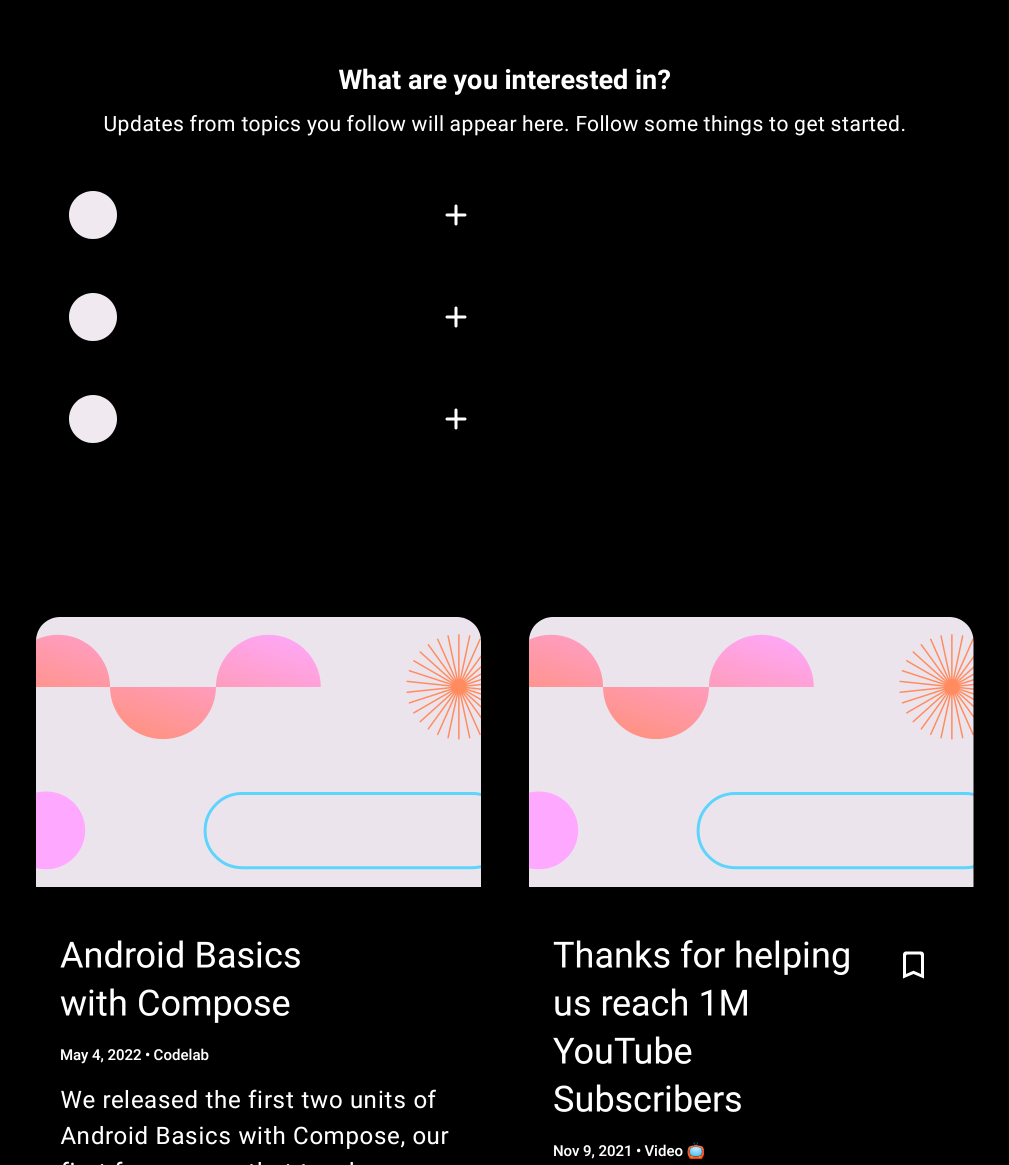 What are you interested in?
Updates from topics you follow will appear here. Follow some things to get started.
Android Basics
with Compose
May 4, 2022 • Codelab
We released the first two units of
Android Basics with Compose, our
Thanks for helping
us reach 1M
YouTube
Subscribers
Nov 9, 2021 • Video 📺